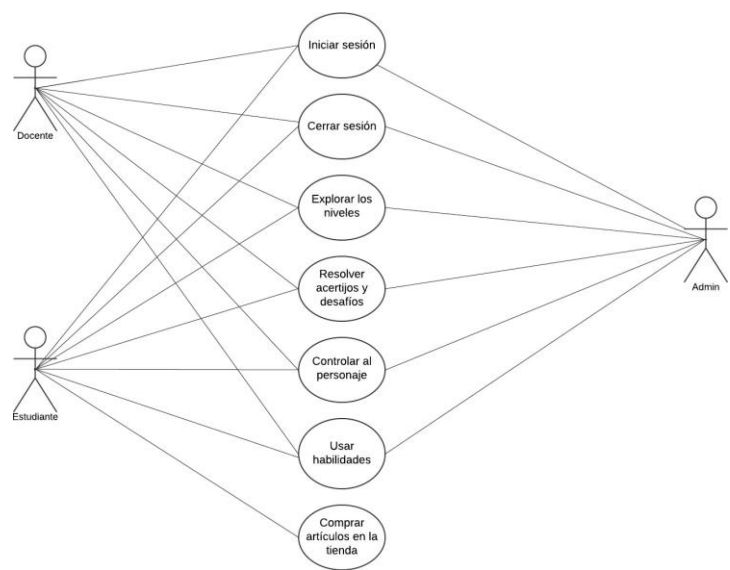 Iniciar sesión
Docente
Cerrar sesión
Explorar los
niveles
Resolver
acertijos y
desafíos
Admin
Controlar al
personaje
Estudiante
Usar
habilidades
Comprar
artículos en la
tienda